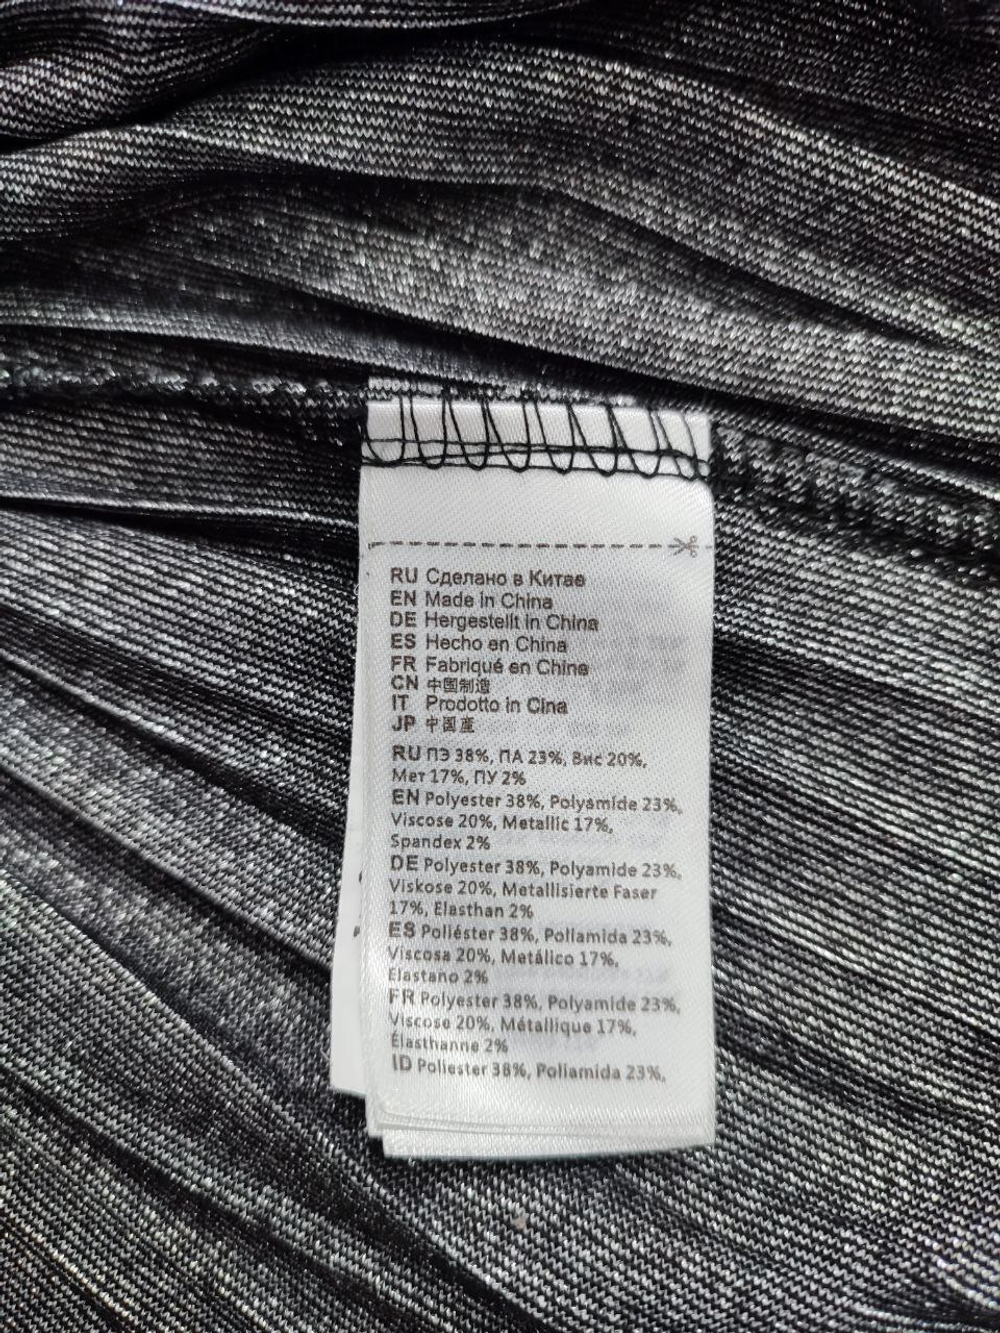 RU Сделано в Китае
EN Made in China
DE Hergestellt in China
ES Hecho en China
FR Fabriqué en China
CN 中国制造
IT Prodotto in Cina
JP 中国産
RU ПЭ 38%, ПА 23%, Вис 20%,
Мет 17%, ПУ 2%
EN Polyester 38%, Polyamide 23%,
Viscose 20%, Metallic 17%,
Spandex 2%
DE Polyester 38%, Polyamide 23%,
Viskose 20%, Metallisierte Faser
17%, Elasthan 2%
ES Poliéster 38%, Poliamida 23%,
Viscosa 20%, Metálico 17%,
Elastano 2%
FR Polyester 38%, Polyamide 23%,
Viscose 20%, Métallique 17%,
Élasthanne 2%
ID Poliester 38%, Poliamida 23%,